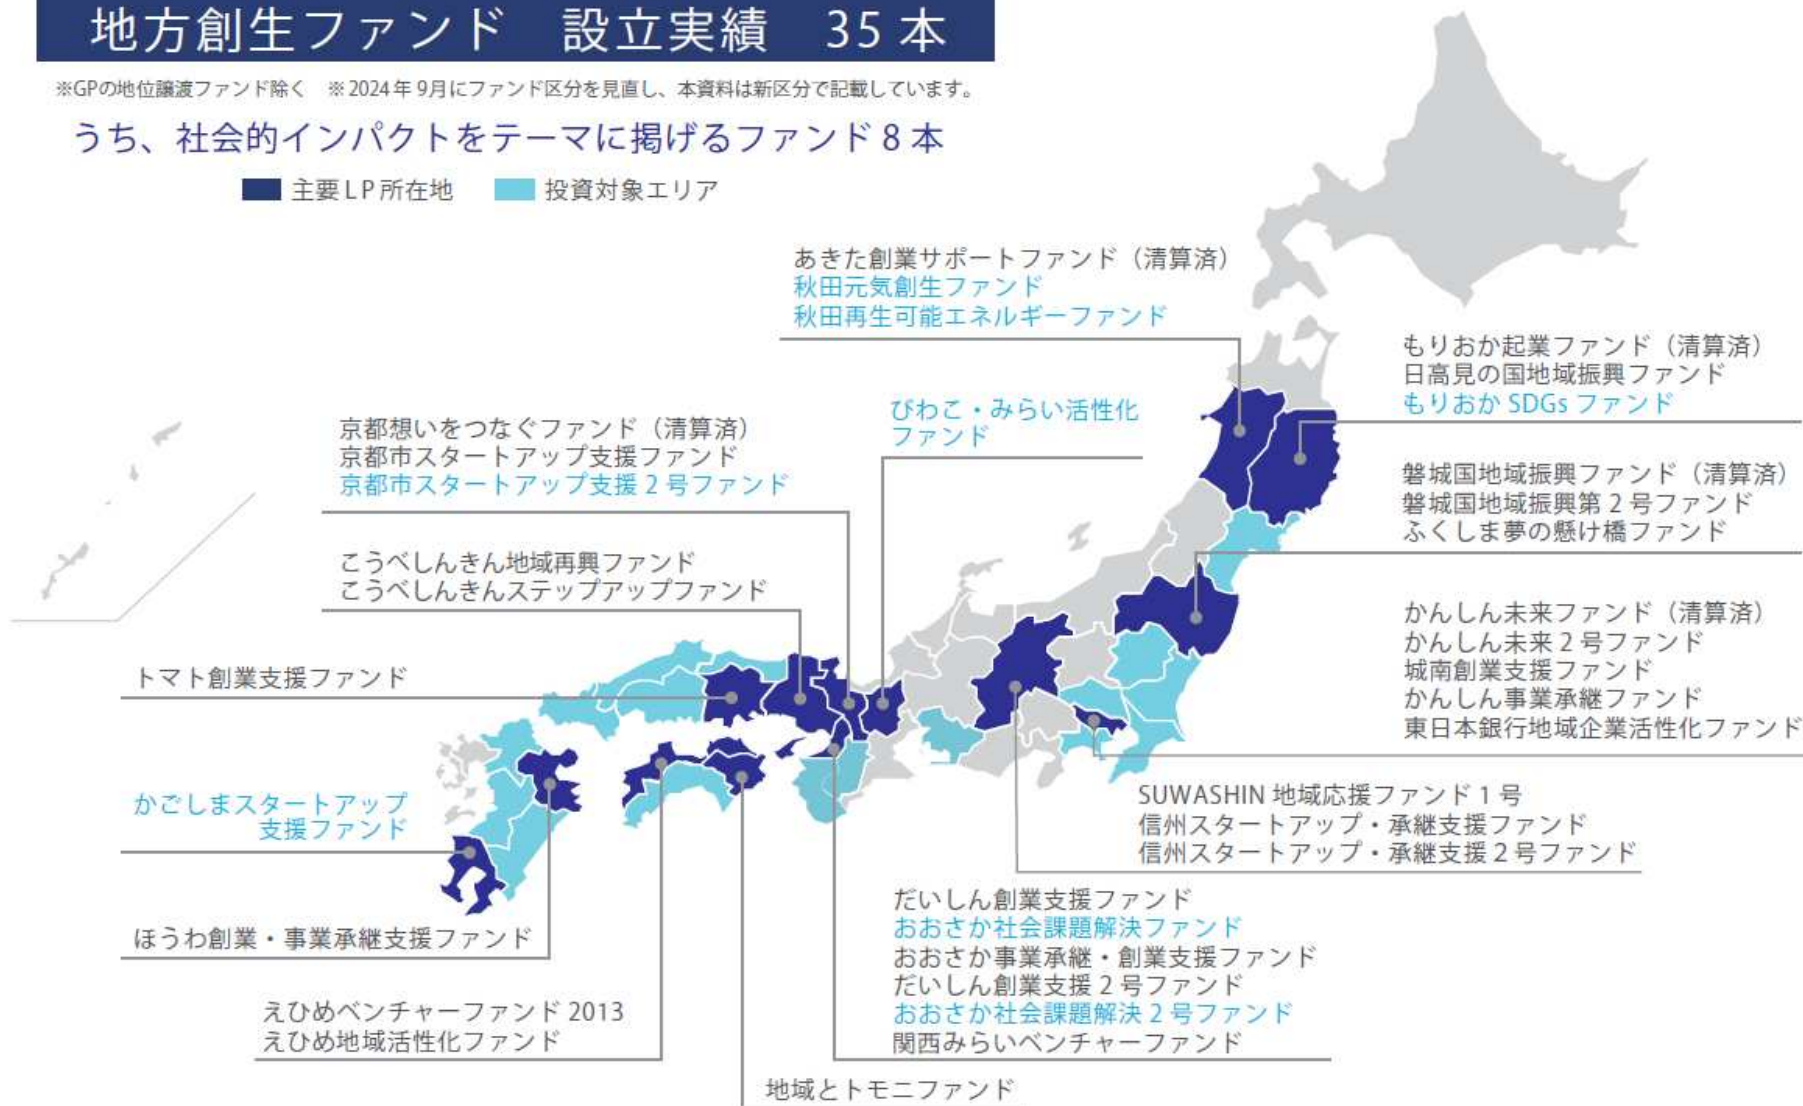 地方創生ファンド　設立実績　35本
※GPの地位譲渡ファンド除く　※2024年9月にファンド区分を見直し、本資料は新区分で記載しています。
うち、社会的インパクトをテーマに掲げるファンド8本
主要LP所在地　投資対象エリア
あきた創業サポートファンド（清算済）
秋田元気創生ファンド
秋田再生可能エネルギーファンド
もりおか起業ファンド（清算済）
日高見の国地域振興ファンド
もりおか SDGs ファンド
びわこ・みらい活性化
ファンド
京都想いをつなぐファンド（清算済）
京都市スタートアップ支援ファンド
京都市スタートアップ支援2号ファンド
磐城国地域振興ファンド（清算済）
磐城国地域振興第2号ファンド
ふくしま夢の懸け橋ファンド
こうべしんきん地域再興ファンド
こうべしんきんステップアップファンド
かんしん未来ファンド（清算済）
かんしん未来2号ファンド
城南創業支援ファンド
かんしん事業承継ファンド
東日本銀行地域企業活性化ファンド
トマト創業支援ファンド
かごしまスタートアップ
支援ファンド
SUWASHIN 地域応援ファンド1号
信州スタートアップ・承継支援ファンド
信州スタートアップ・承継支援2号ファンド
ほうわ創業・事業承継支援ファンド
だいしん創業支援ファンド
おおさか社会課題解決ファンド
おおさか事業承継・創業支援ファンド
だいしん創業支援2号ファンド
おおさか社会課題解決2号ファンド
関西みらいベンチャーファンド
えひめベンチャーファンド2013
えひめ地域活性化ファンド
地域とトモニファンド